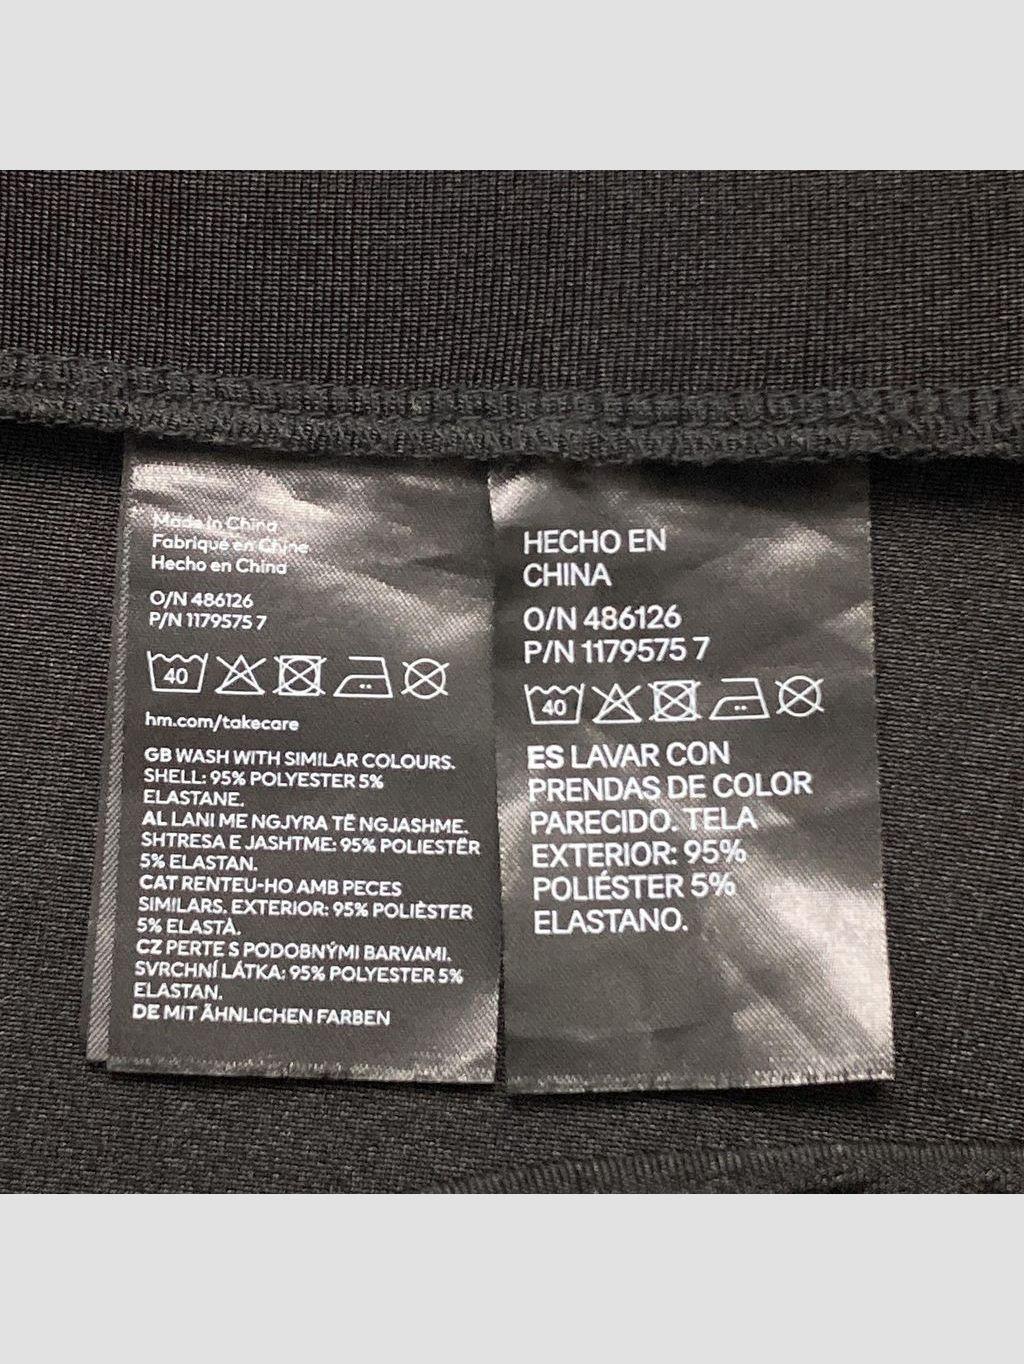 Made in China
Fabriqué en Chine
Hecho en China
O/N 486126
P/N 1179575 7
40
hm.com/takecare
GB WASH WITH SIMILAR COLOURS.
SHELL: 95% POLYESTER 5%
ELASTANE.
AL LANI ME NGJYRA TË NGJASHME.
SHTRESA E JASHTME: 95% POLIESTËR
5% ELASTAN.
CAT RENTEU-HO AMB PECES
SIMILARS. EXTERIOR: 95% POLIÈSTER
5% ELASTÀ.
CZ PERTE S PODOBNÝMI BARVAMI.
SVRCHNÍ LÁTKA: 95% POLYESTER 5%
ELASTAN.
DE MIT ÄHNLICHEN FARBEN
HECHO EN
CHINA
O/N 486126
P/N 1179575 7
40
ES LAVAR CON
PRENDAS DE COLOR
PARECIDO. TELA
EXTERIOR: 95%
POLIÉSTER 5%
ELASTANO.